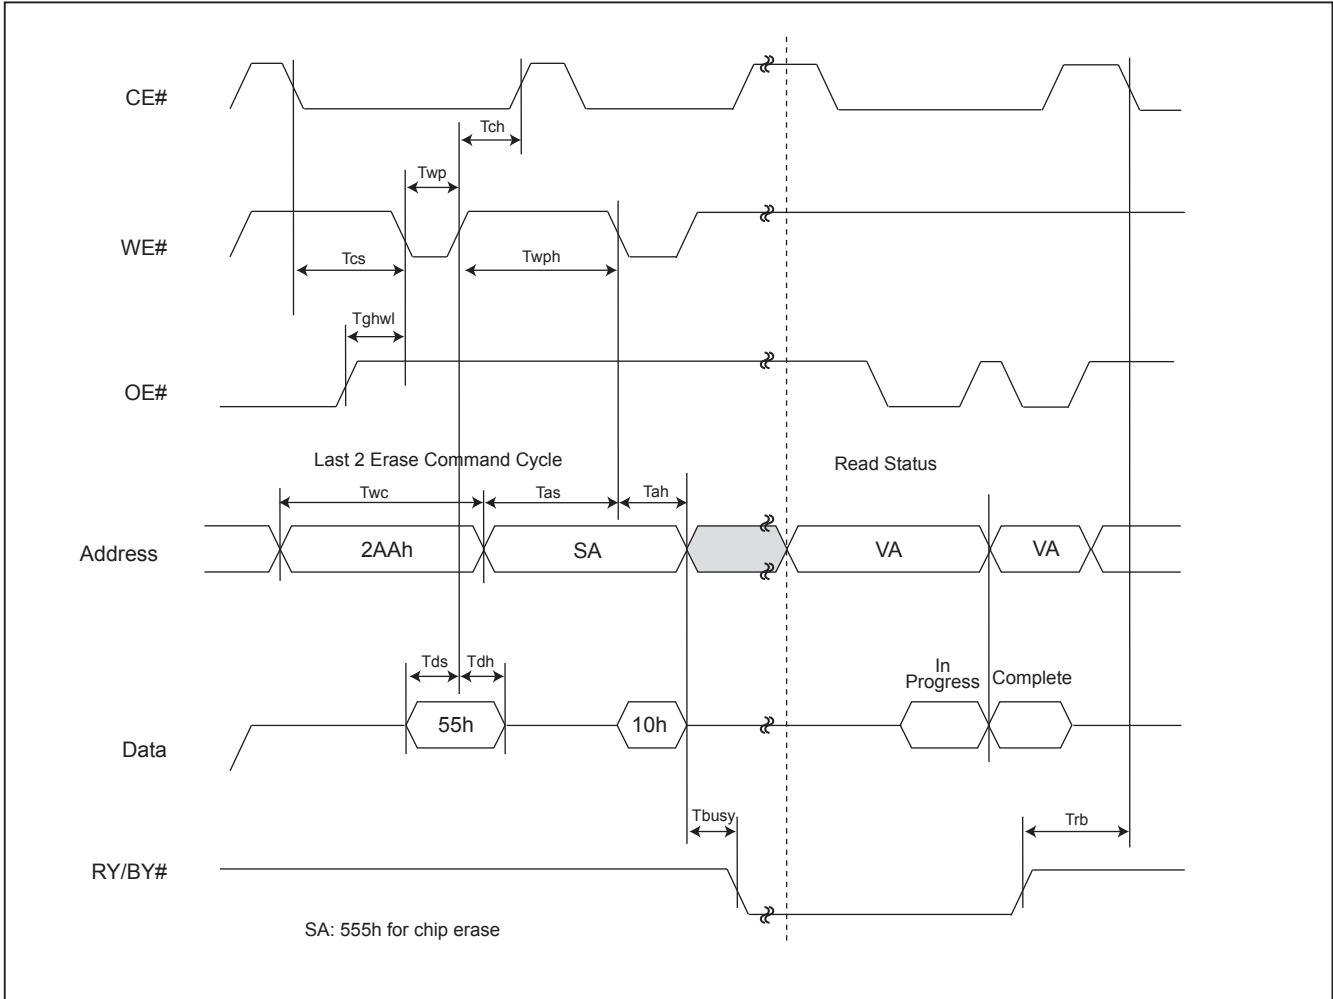 CE#
Tch
Twp
WE#
Tcs
Twph
Tghwl
OE#
Last 2 Erase Command Cycle
Read Status
Twc
Tas
Tah
Address
2AAh
SA
VA
VA
Tds
Tdh
In
Progress
Complete
55h
10h
Data
Tbusy
Trb
RY/BY#
SA: 555h for chip erase